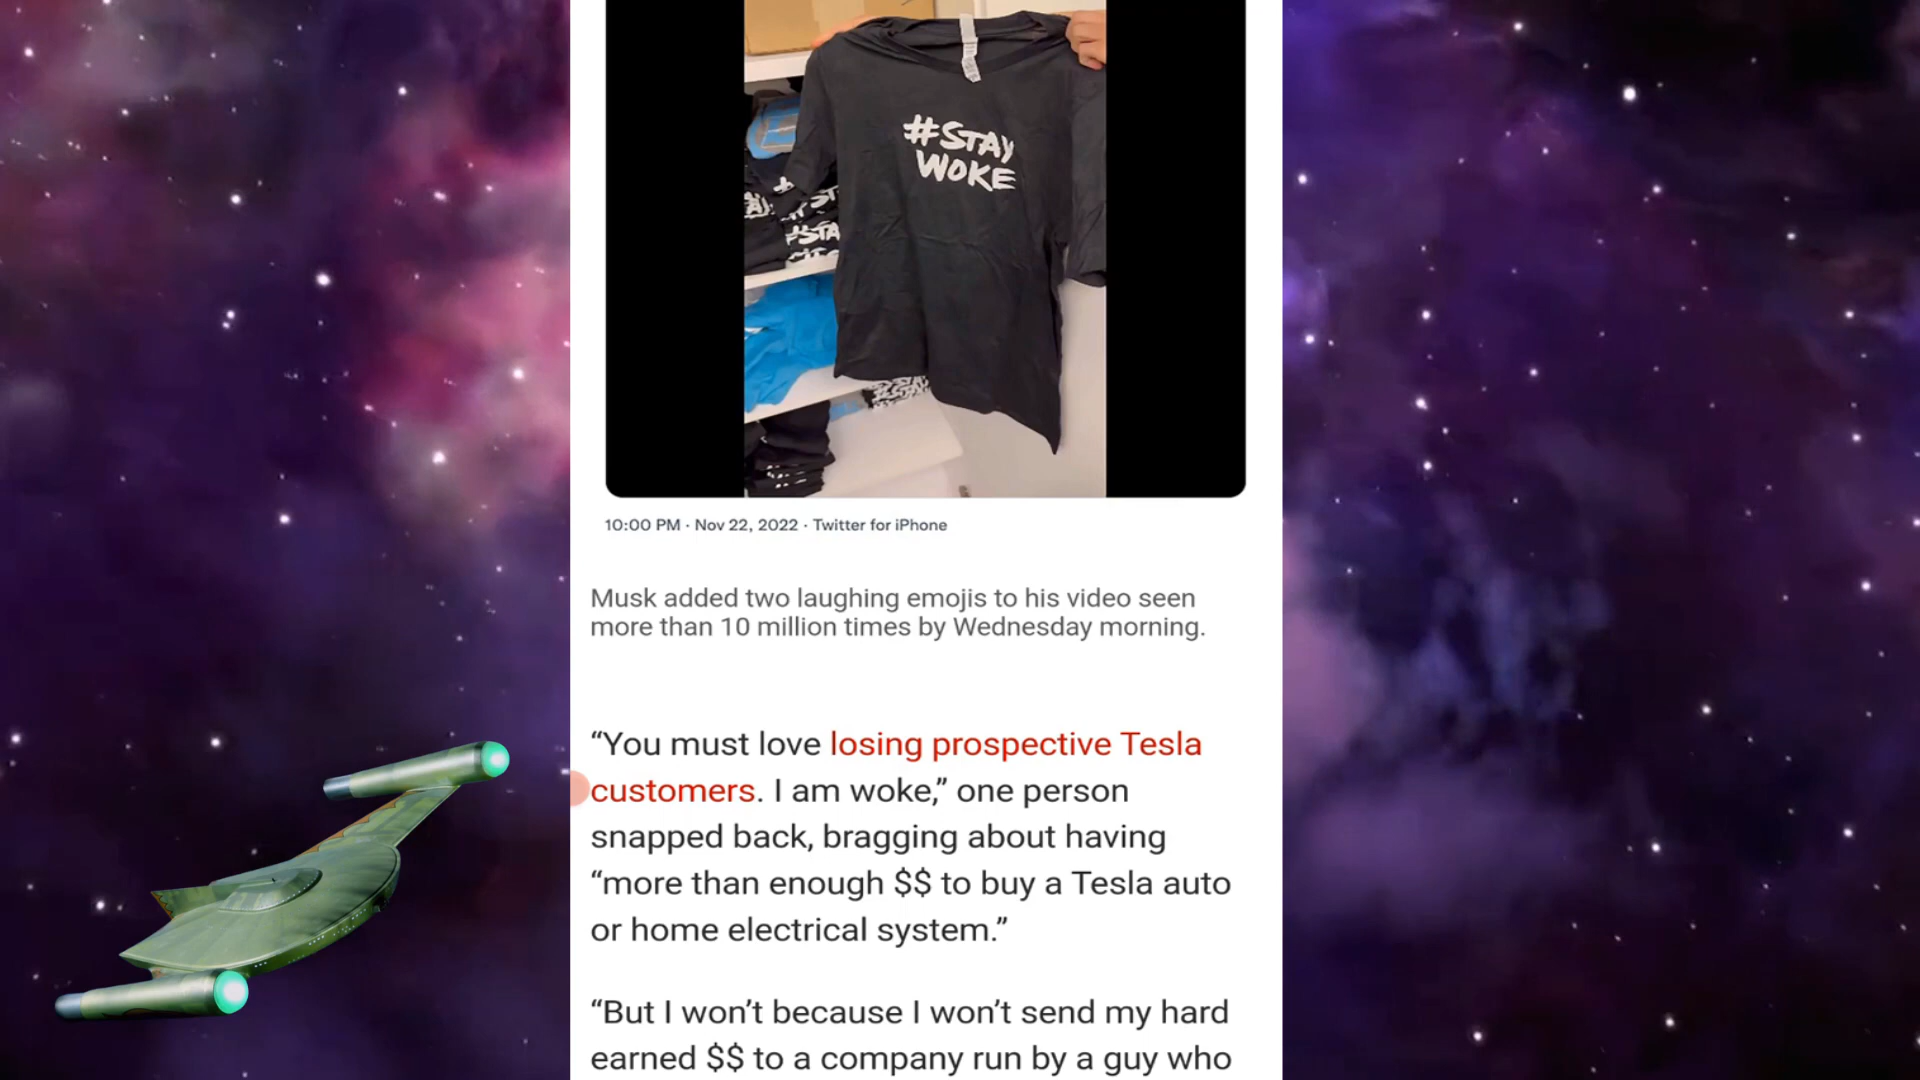 #STAY
WOKE
#STA
10:00 PM · Nov 22, 2022 · Twitter for iPhone
Musk added two laughing emojis to his video seen
more than 10 million times by Wednesday morning.
“You must love losing prospective Tesla
customers. I am woke,” one person
snapped back, bragging about having
“more than enough $$ to buy a Tesla auto
or home electrical system.”
“But I won’t because I won’t send my hard
earned $$ to a company run by a guy who